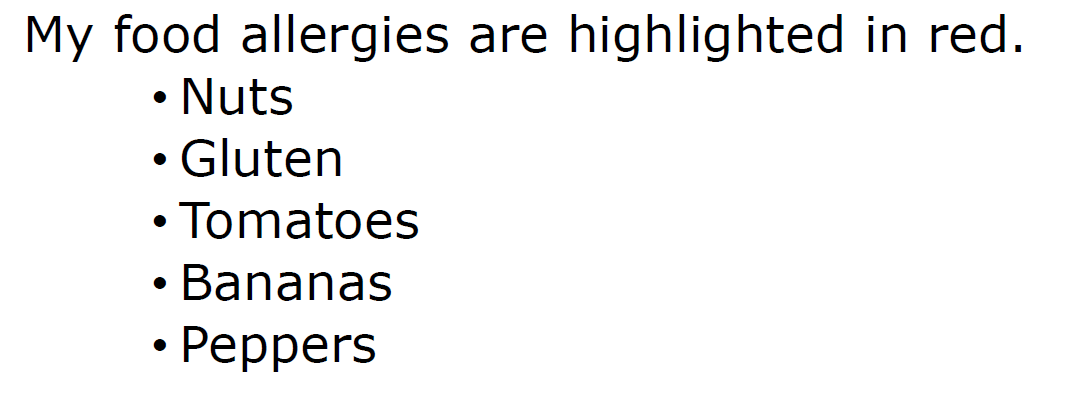 My food allergies are highlighted in red.
• Nuts
• Gluten
• Tomatoes
• Bananas
• Peppers